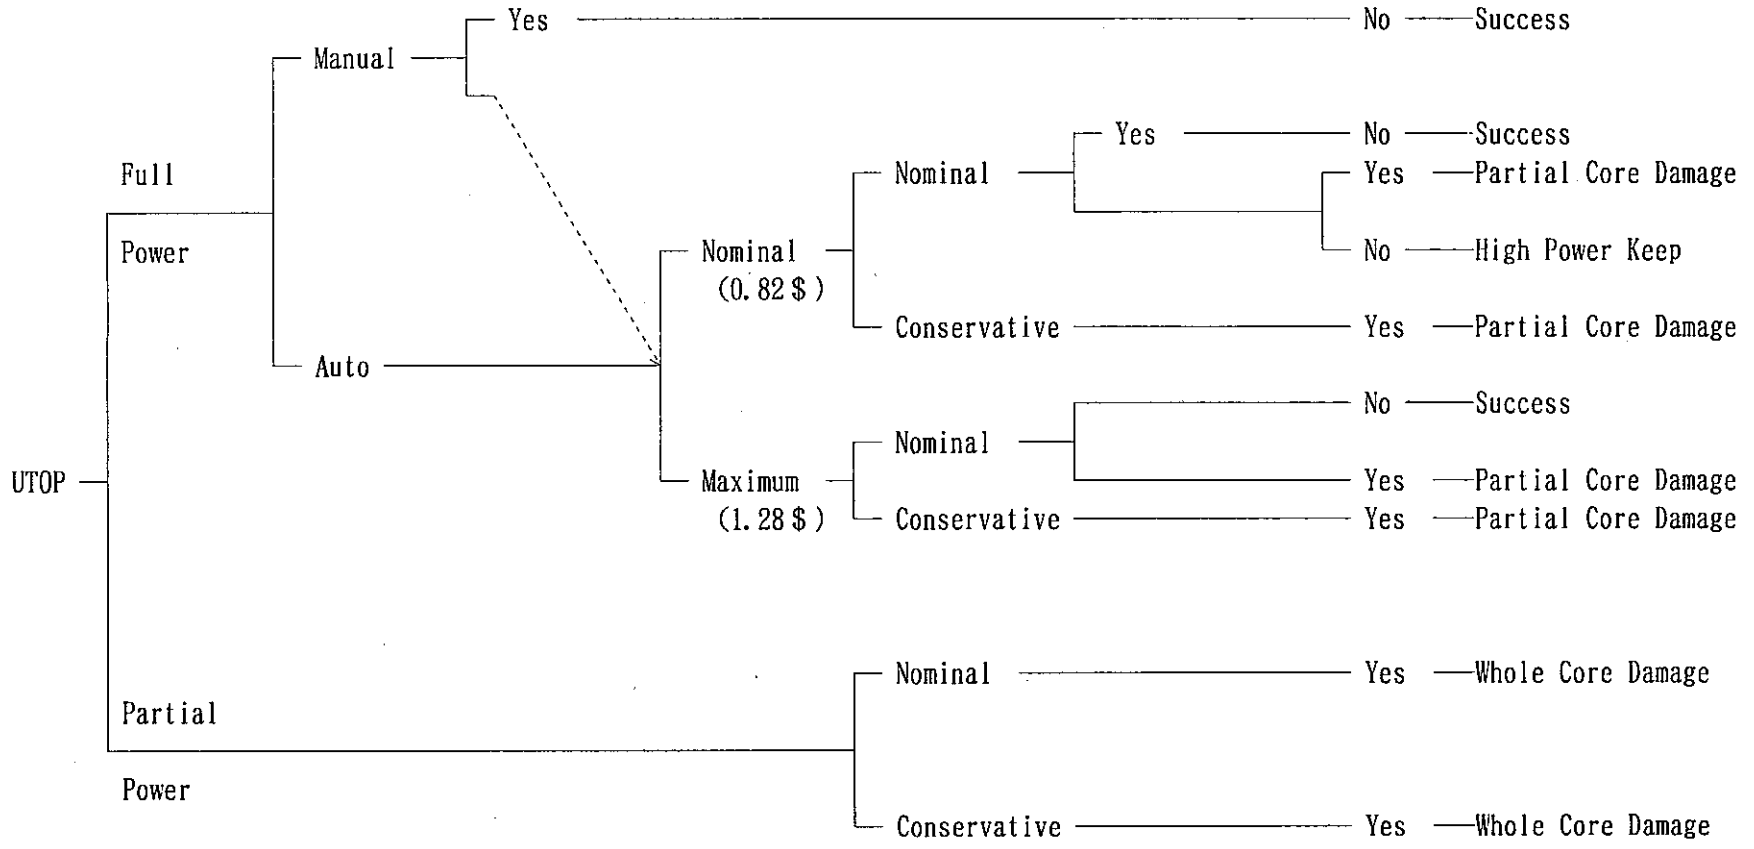 Yes No Success
Manual
Yes No Success
Full
Nominal Yes Partial Core Damage
Power
Nominal No High Power Keep
(0.82$)
Conservative Yes Partial Core Damage
Auto
No Success
Nominal
UTOP Maximum Yes Partial Core Damage
(1.28$) Conservative Yes Partial Core Damage
Nominal Yes Whole Core Damage
Partial
Power
Conservative Yes Whole Core Damage